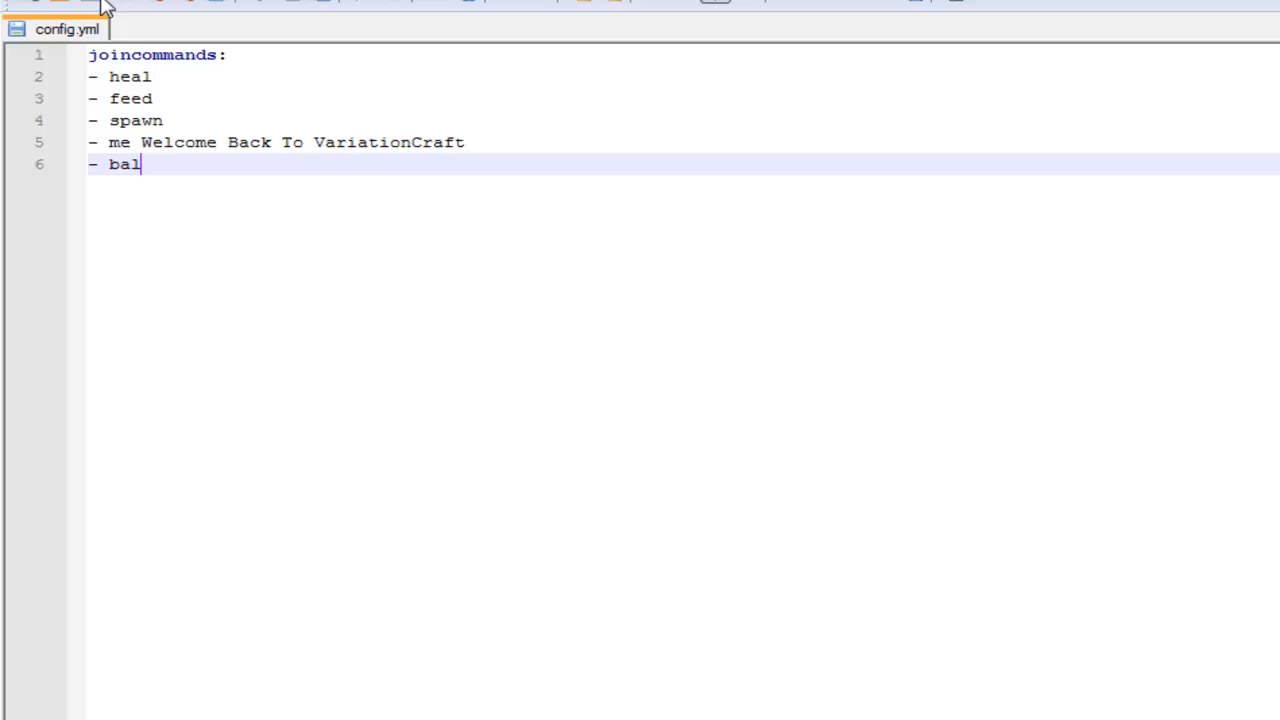 config.yml
1 joincommands:
2 - heal
3 - feed
4 - spawn
5 - me Welcome Back To VariationCraft
6 - bal